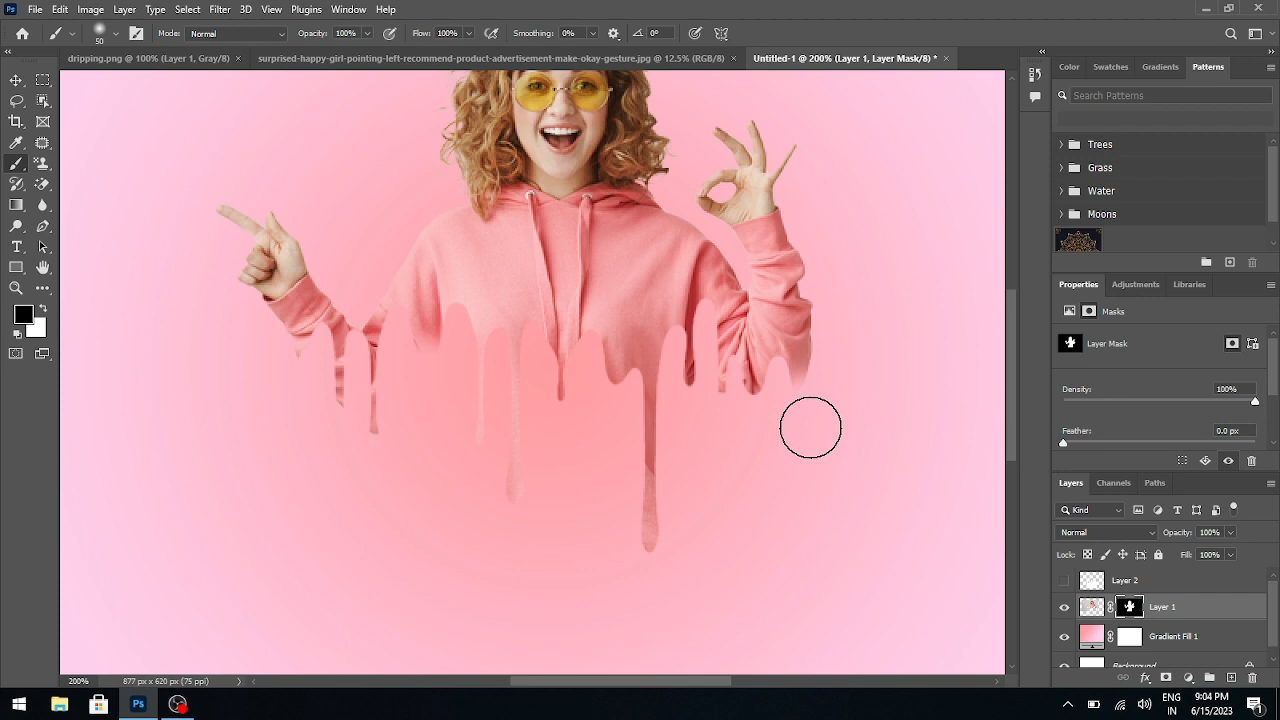 Ps File Edit Image Layer Type Select Filter 3D View Plugins Window Help
50 Mode: Normal Opacity: 100% Flow: 100% Smoothing: 0% 0°
dripping.png @ 100% (Layer 1, Gray/8) × surprised-happy-girl-pointing-left-recommend-product-advertisement-make-okay-gesture.jpg @ 12.5% (RGB/8) × Untitled-1 @ 200% (Layer 1, Layer Mask/8) * ×
Color Swatches Gradients Patterns
Search Patterns
Trees
Grass
Water
Moons
Properties Adjustments Libraries
Masks
Layer Mask
Density: 100%
Feather: 0.0 px
Layers Channels Paths
Kind
Normal Opacity: 100%
Lock: Fill: 100%
Layer 2
Layer 1
Gradient Fill 1
Background
200% 877 px x 620 px (75 ppi)
Ps
ENG
IN
9:04 PM
6/15/2023
1